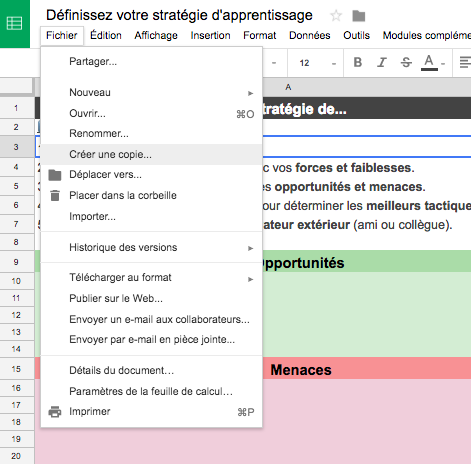 Définissez votre stratégie d'apprentissage
Fichier Édition Affichage Insertion Format Données Outils Modules compléme
12 B I S A
Partager...
A
Nouveau
1 ratégie de...
Ouvrir... ⌘O
2
Renommer...
3
Créer une copie...
4 c vos forces et faiblesses.
Déplacer vers...
5 es opportunités et menaces.
Placer dans la corbeille
6 our déterminer les meilleurs tactique
Importer...
7 ateur extérieur (ami ou collègue).
8
Historique des versions
9 Opportunités
Télécharger au format
10
Publier sur le Web...
11
Envoyer un e-mail aux collaborateurs...
12
13
Envoyer par e-mail en pièce jointe...
14
Détails du document...
15 Menaces
16
Paramètres de la feuille de calcul...
17
Imprimer ⌘P
18
19
20